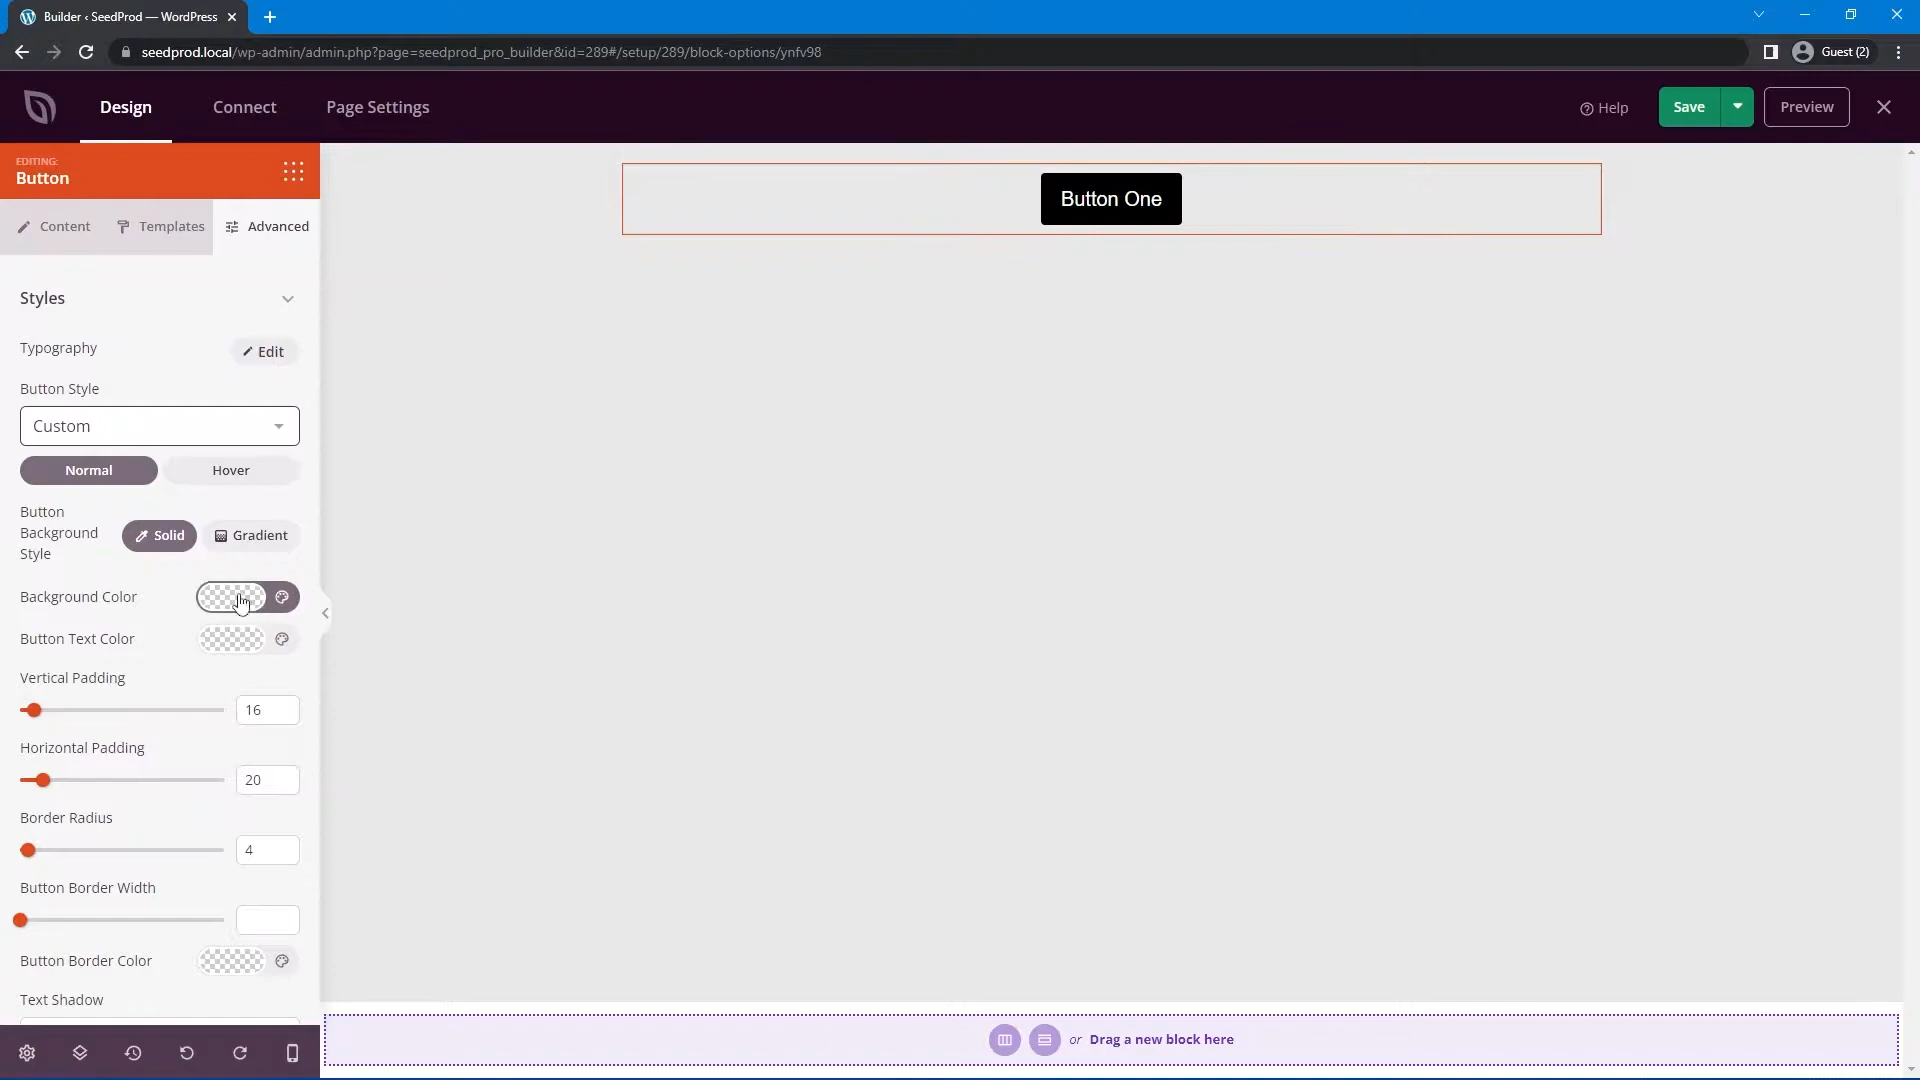 Builder ‹ SeedProd — WordPress
seedprod.local/wp-admin/admin.php?page=seedprod_pro_builder&id=289#/setup/289/block-options/ynfv98
Guest (2)
Design
Connect
Page Settings
Help
Save
Preview
EDITING:
Button
Content
Templates
Advanced
Button One
Styles
Typography
Edit
Button Style
Custom
Normal
Hover
Button
Background
Style
Solid
Gradient
Background Color
Button Text Color
Vertical Padding
16
Horizontal Padding
20
Border Radius
4
Button Border Width
Button Border Color
Text Shadow
or Drag a new block here